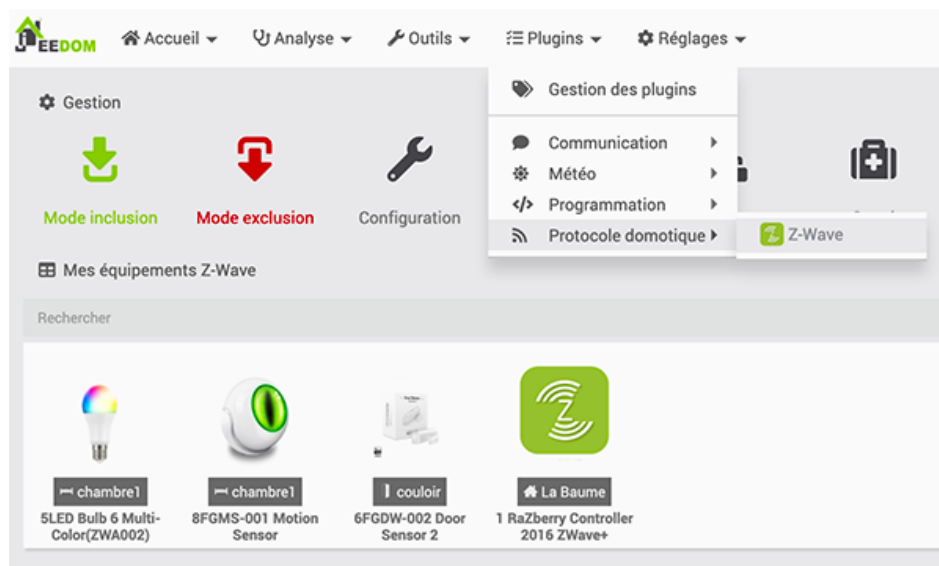 JEEDOM
Accueil
Analyse
Outils
Plugins
Réglages
Gestion
Mode inclusion
Mode exclusion
Configuration
Gestion des plugins
Communication
Météo
Programmation
Protocole domotique
Z-Wave
Mes équipements Z-Wave
Rechercher
chambre1
5LED Bulb 6 Multi-
Color(ZWA002)
chambre1
8FGMS-001 Motion
Sensor
couloir
6FGDW-002 Door
Sensor 2
La Baume
1 RaZberry Controller
2016 ZWave+